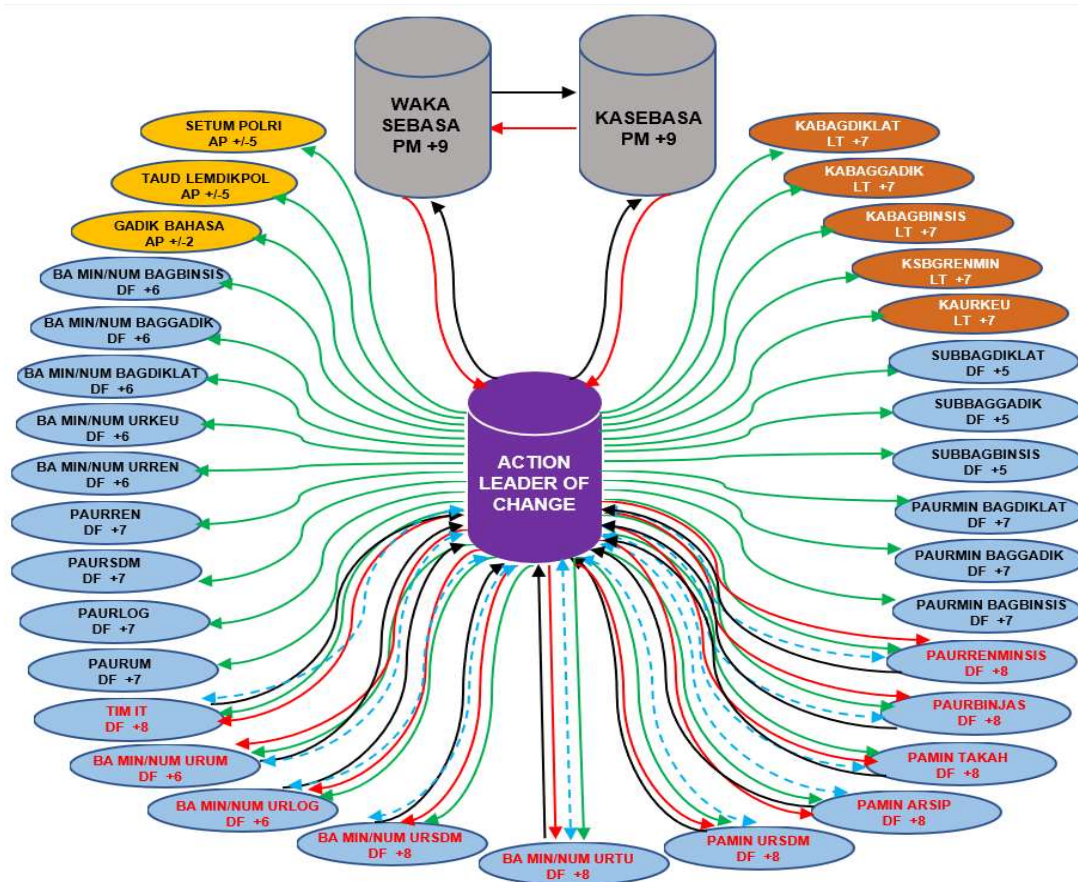 WAKA
SEBASA
PM +9
KASEBASA
PM +9
SETUM POLRI
AP +/-5
TAUD LEMDIKPOL
AP +/-5
GADIK BAHASA
AP +/-2
BA MIN/NUM BAGBINSIS
DF +6
BA MIN/NUM BAGGADIK
DF +6
BA MIN/NUM BAGDIKLAT
DF +6
BA MIN/NUM URKEU
DF +6
BA MIN/NUM URREN
DF +6
PAURREN
DF +7
PAURSDM
DF +7
PAURLOG
DF +7
PAURUM
DF +7
TIM IT
DF +8
BA MIN/NUM URUM
DF +6
BA MIN/NUM URLOG
DF +6
BA MIN/NUM URSDM
DF +8
BA MIN/NUM URTU
DF +8
ACTION
LEADER OF
CHANGE
KABAGDIKLAT
LT +7
KABAGGADIK
LT +7
KABAGBINSIS
LT +7
KSBGRENMIN
LT +7
KAURKEU
LT +7
SUBBAGDIKLAT
DF +5
SUBBAGGADIK
DF +5
SUBBAGBINSIS
DF +5
PAURMIN BAGDIKLAT
DF +7
PAURMIN BAGGADIK
DF +7
PAURMIN BAGBINSIS
DF +7
PAURRENMINSIS
DF +8
PAURBINJAS
DF +8
PAMIN TAKAH
DF +8
PAMIN ARSIP
DF +8
PAMIN URSDM
DF +8